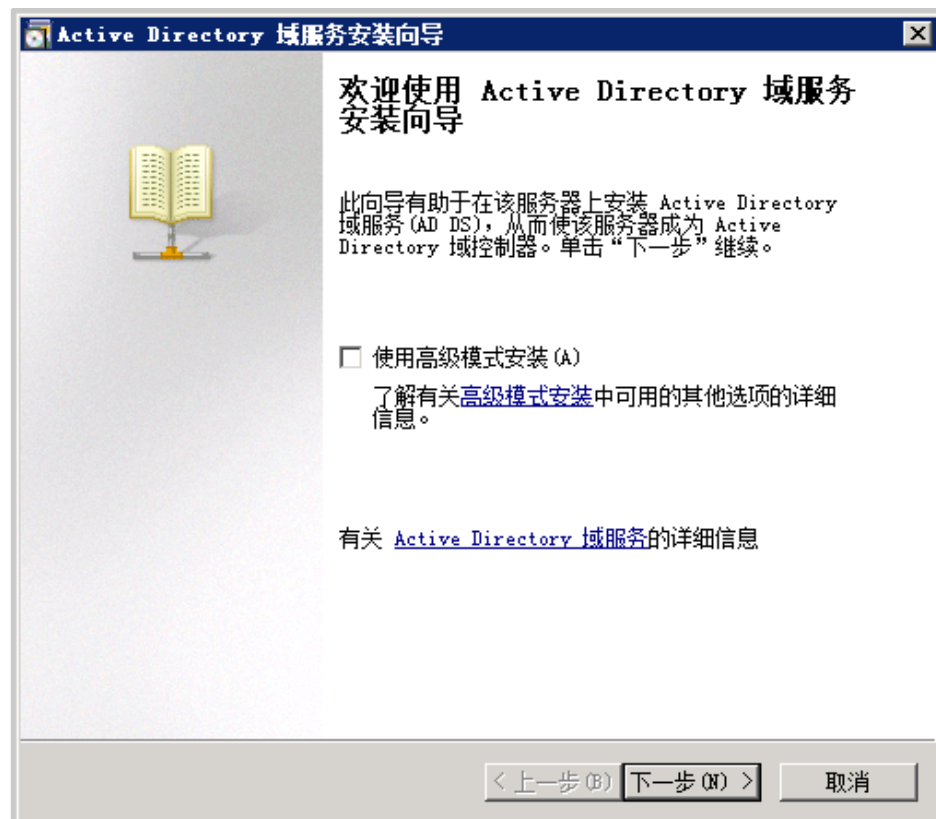 Active Directory 域服务安装向导
欢迎使用 Active Directory 域服务
安装向导
此向导有助于在该服务器上安装 Active Directory
域服务(AD DS)，从而使该服务器成为 Active
Directory 域控制器。单击“下一步”继续。
使用高级模式安装(A)
了解有关高级模式安装中可用的其他选项的详细
信息。
有关 Active Directory 域服务的详细信息
< 上一步(B) 下一步(N) > 取消